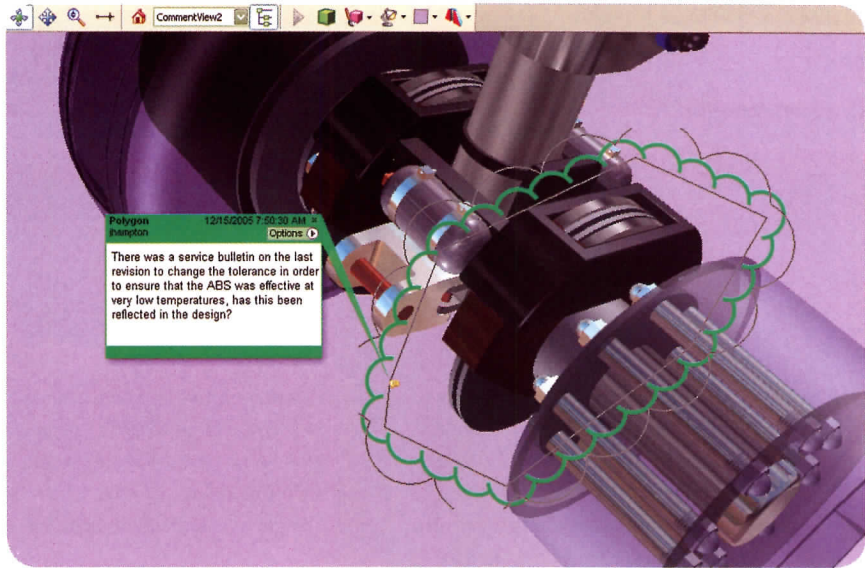 CommentView2
Polygon 12/15/2005 7:50:30 AM
jhampton Options
There was a service bulletin on the last
revision to change the tolerance in order
to ensure that the ABS was effective at
very low temperatures, has this been
reflected in the design?